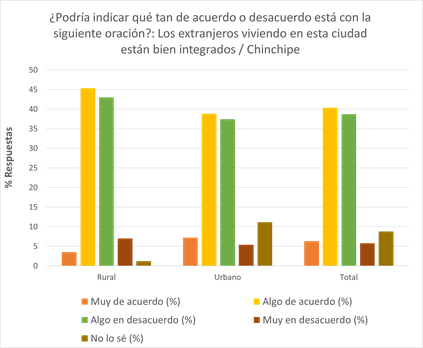 ¿Podría indicar qué tan de acuerdo o desacuerdo está con la
siguiente oración?: Los extranjeros viviendo en esta ciudad
están bien integrados / Chinchipe
% Respuestas
50
45
40
35
30
25
20
15
10
5
0
Rural Urbano Total
Muy de acuerdo (%) Algo de acuerdo (%)
Algo en desacuerdo (%) Muy en desacuerdo (%)
No lo sé (%)